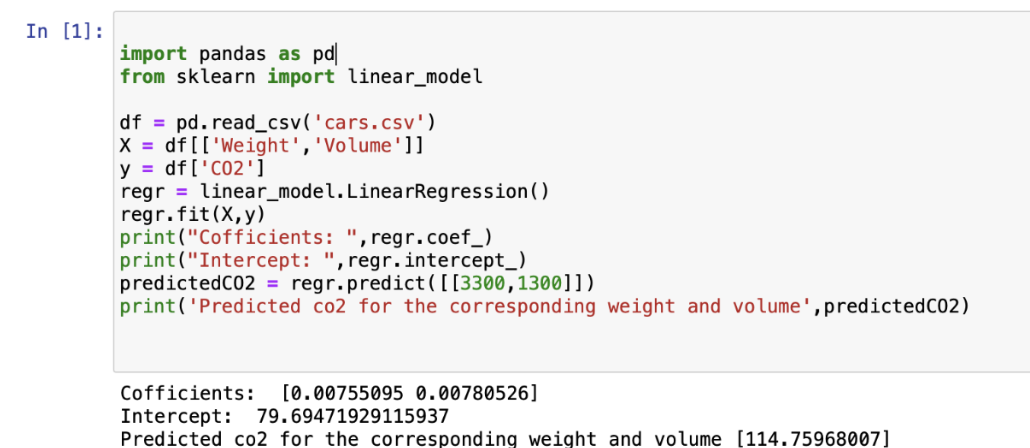 In [1]:
import pandas as pd
from sklearn import linear_model
df = pd.read_csv('cars.csv')
X = df[['Weight','Volume']]
y = df['CO2']
regr = linear_model.LinearRegression()
regr.fit(X,y)
print("Cofficients: ",regr.coef_)
print("Intercept: ",regr.intercept_)
predictedCO2 = regr.predict([[3300,1300]])
print('Predicted co2 for the corresponding weight and volume',predictedCO2)
Cofficients:  [0.00755095 0.00780526]
Intercept:  79.69471929115937
Predicted co2 for the corresponding weight and volume [114.75968007]